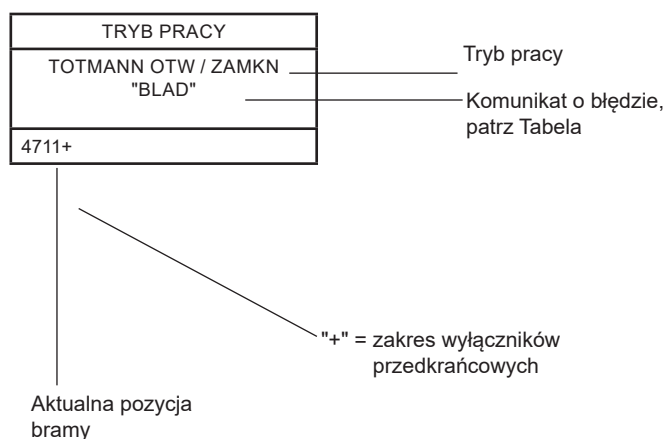 TRYB PRACY
TOTMANN OTW / ZAMKN
"BLAD"
4711+
Tryb pracy
Komunikat o błędzie,
patrz Tabela
"+" = zakres wyłączników
przedkrańcowych
Aktualna pozycja
bramy